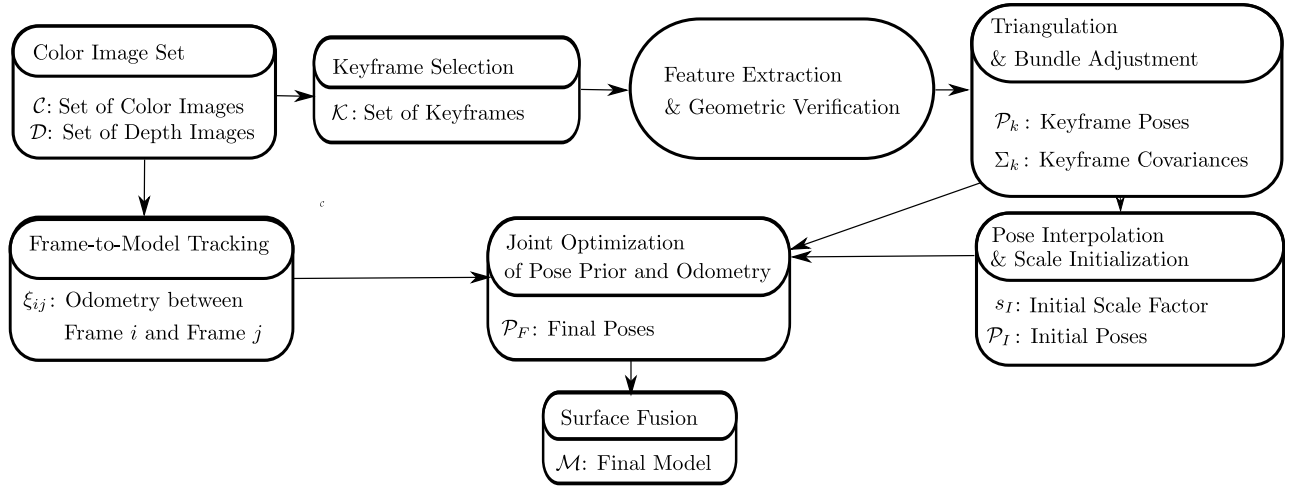 Color Image Set
𝒞: Set of Color Images
𝒟: Set of Depth Images
Keyframe Selection
𝒦: Set of Keyframes
Feature Extraction
& Geometric Verification
Triangulation
& Bundle Adjustment
𝒫ₖ: Keyframe Poses
Σₖ: Keyframe Covariances
c
Frame-to-Model Tracking
ξᵢⱼ: Odometry between
Frame i and Frame j
Joint Optimization
of Pose Prior and Odometry
𝒫_F: Final Poses
Pose Interpolation
& Scale Initialization
s_I: Initial Scale Factor
𝒫_I: Initial Poses
Surface Fusion
ℳ: Final Model